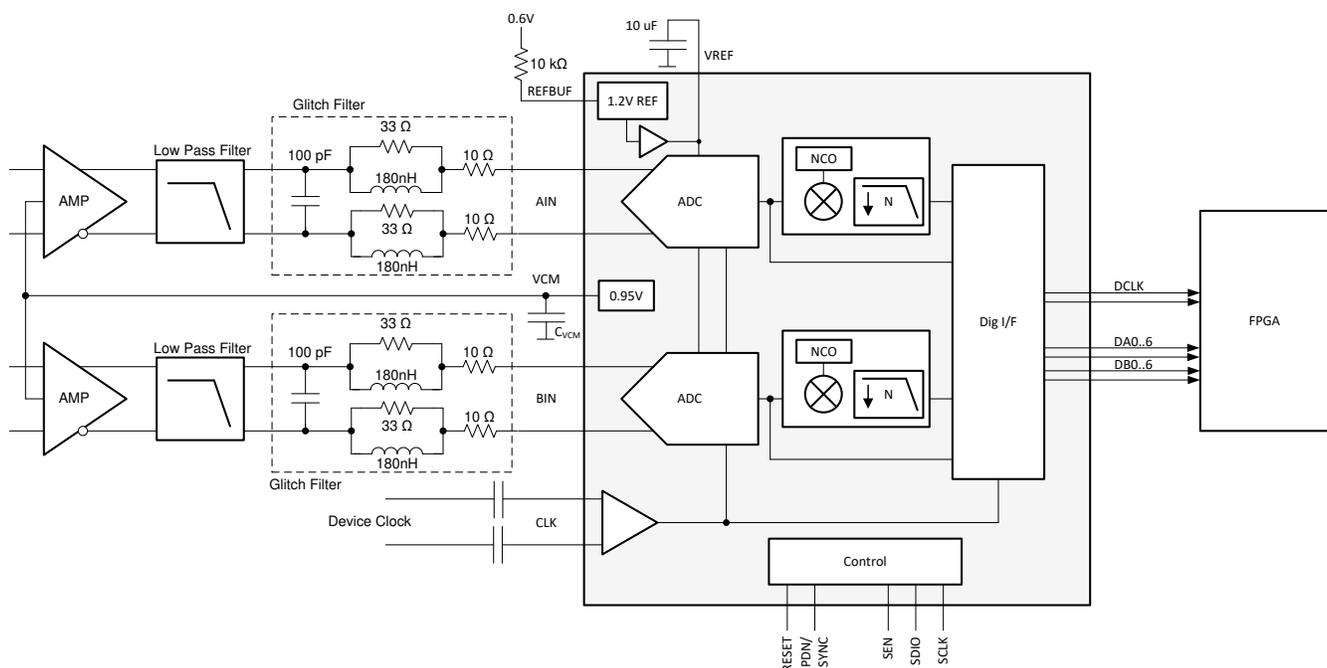 0.6V
10 uF
10 kΩ
VREF
REFBUF
1.2V REF
Glitch Filter
33 Ω
Low Pass Filter
100 pF
10 Ω
NCO
180nH
AMP
AIN
ADC
N
33 Ω
10 Ω
180nH
VCM
0.95V
DCLK
Dig I/F
FPGA
CVCM
33 Ω
DA0..6
Low Pass Filter
100 pF
10 Ω
NCO
DB0..6
180nH
AMP
BIN
ADC
N
33 Ω
10 Ω
180nH
Glitch Filter
Device Clock
CLK
Control
RESET
PDN/
SYNC
SEN
SDIO
SCLK